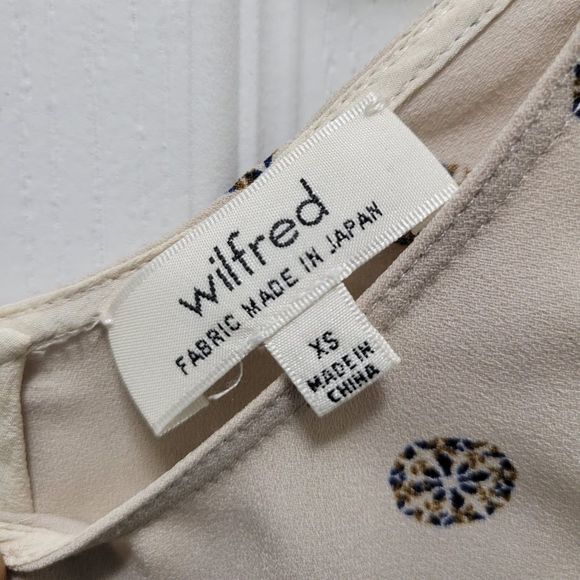 wilfred
FABRIC MADE IN JAPAN
XS
MADE IN
CHINA